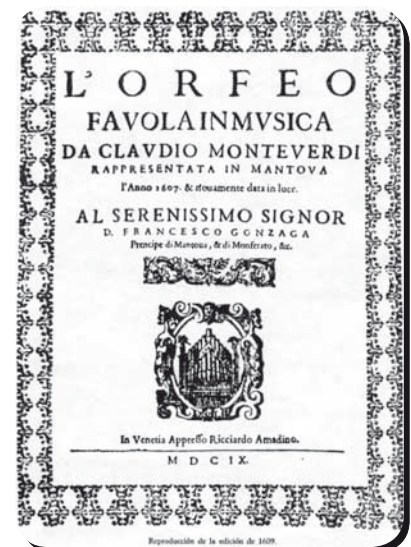 L'ORFEO
FAVOLA IN MVSICA
DA CLAVDIO MONTEVERDI
RAPPRESENTATA IN MANTOVA
l'Anno 1607. & nouamente data in luce.
AL SERENISSIMO SIGNOR
D. FRANCESCO GONZAGA
Prencipe di Mantoua, & di Monferato, &c.
In Venetia Appresso Ricciardo Amadino.
MDCIX.
Reproducción de la edición de 1609.